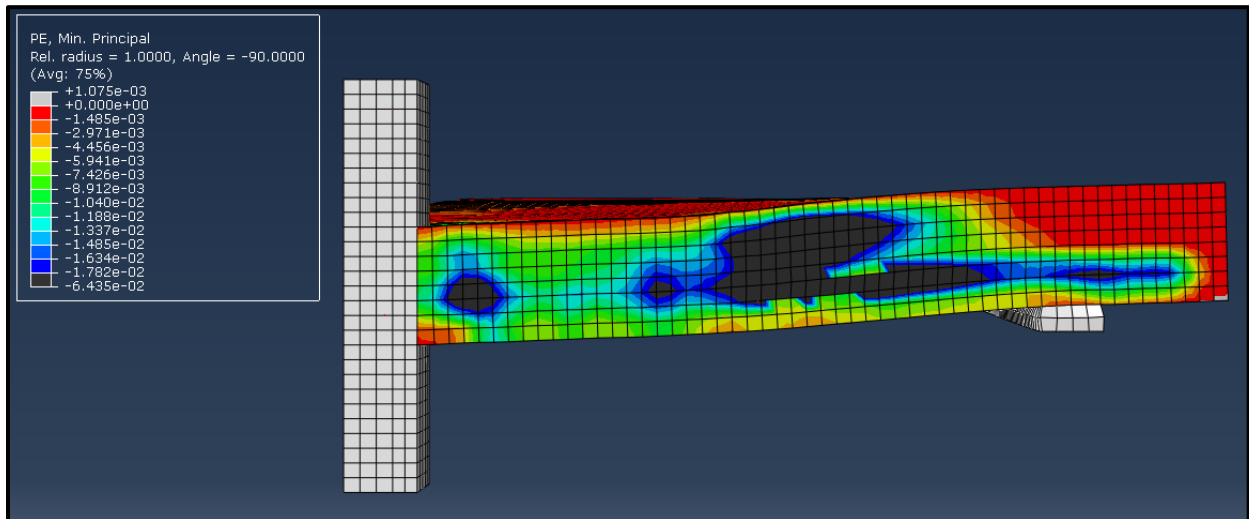 PE, Min. Principal
Rel. radius = 1.0000, Angle = -90.0000
(Avg: 75%)
+1.075e-03
+0.000e+00
-1.485e-03
-2.971e-03
-4.456e-03
-5.941e-03
-7.426e-03
-8.912e-03
-1.040e-02
-1.188e-02
-1.337e-02
-1.485e-02
-1.634e-02
-1.782e-02
-6.435e-02